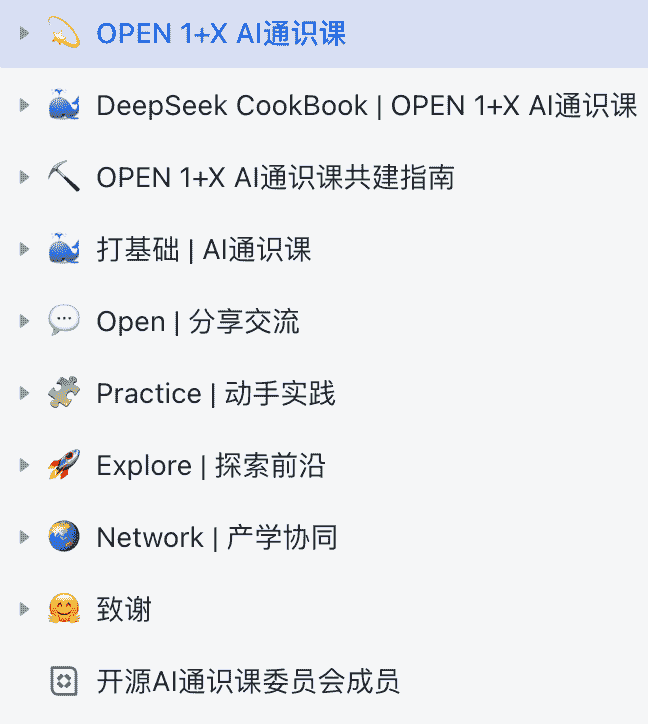 OPEN 1+X AI通识课
DeepSeek CookBook | OPEN 1+X AI通识课
OPEN 1+X AI通识课共建指南
打基础 | AI通识课
Open | 分享交流
Practice | 动手实践
Explore | 探索前沿
Network | 产学协同
致谢
开源AI通识课委员会成员